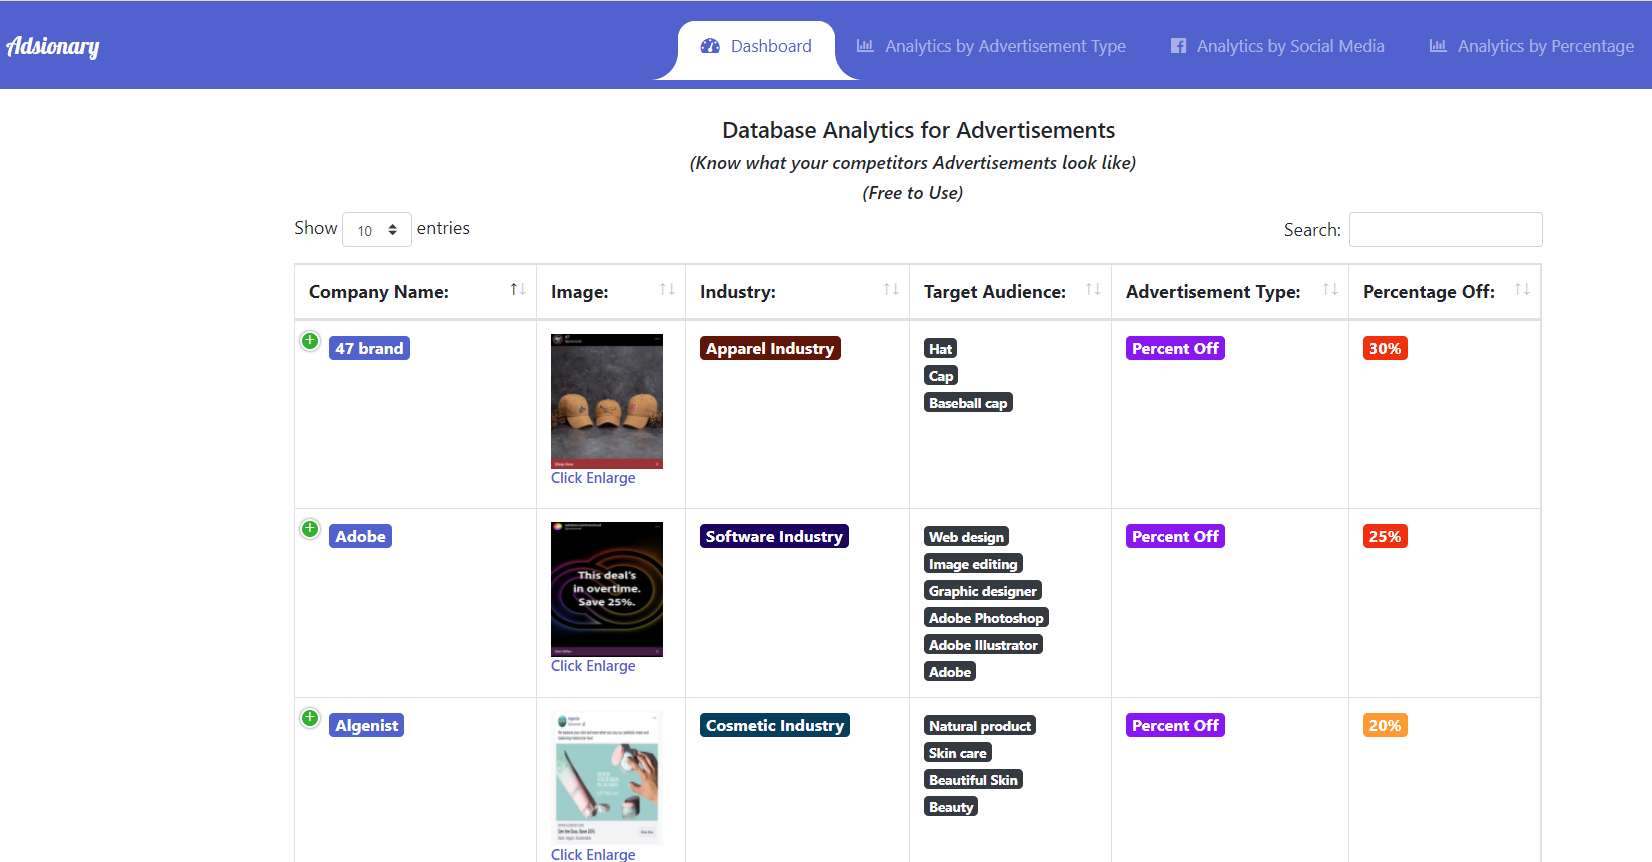 Adsionary
Dashboard
Analytics by Advertisement Type
Analytics by Social Media
Analytics by Percentage
Database Analytics for Advertisements
(Know what your competitors Advertisements look like)
(Free to Use)
Show 10 entries
Search:
Company Name: Image: Industry: Target Audience: Advertisement Type: Percentage Off:
47 brand
Click Enlarge
Apparel Industry
Hat
Cap
Baseball cap
Percent Off
30%
Adobe
This deal's
in overtime.
Save 25%.
Click Enlarge
Software Industry
Web design
Image editing
Graphic designer
Adobe Photoshop
Adobe Illustrator
Adobe
Percent Off
25%
Algenist
Click Enlarge
Cosmetic Industry
Natural product
Skin care
Beautiful Skin
Beauty
Percent Off
20%